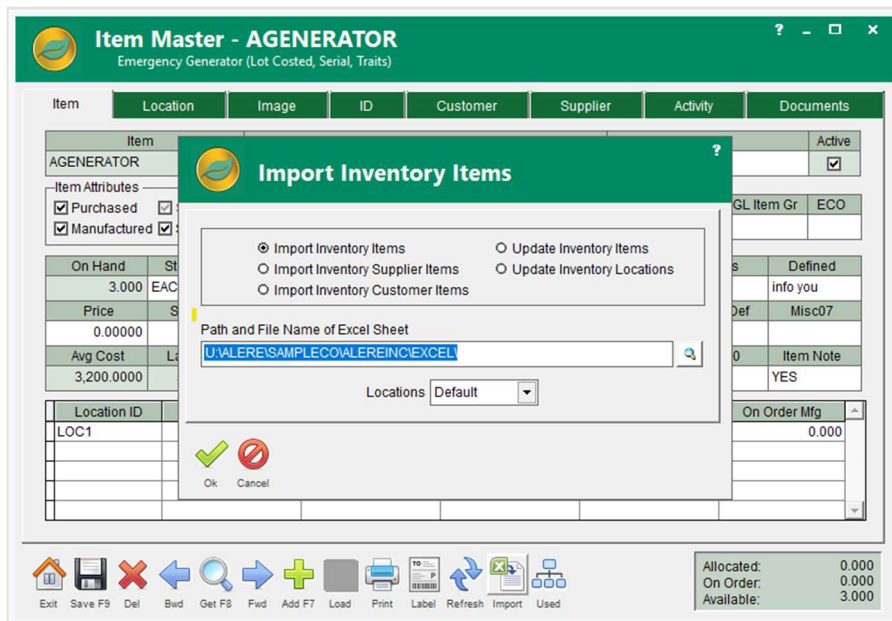 Item Master - AGENERATOR
Emergency Generator (Lot Costed, Serial, Traits)
? _ □ ×
Item Location Image ID Customer Supplier Activity Documents
Item Active
AGENERATOR
Item Attributes
Purchased
Manufactured
GL Item Gr ECO
On Hand Defined
3.000 EAC info you
Price Misc07
0.00000
Avg Cost Item Note
3,200.0000 YES
Location ID On Order Mfg
LOC1 0.000
Import Inventory Items
?
Import Inventory Items Update Inventory Items
Import Inventory Supplier Items Update Inventory Locations
Import Inventory Customer Items
Path and File Name of Excel Sheet
U:\ALERE\SAMPLECO\ALEREINC\EXCEL\
Locations Default
Ok Cancel
Exit Save F9 Del Bwd Get F8 Fwd Add F7 Load Print Label Refresh Import Used
Allocated: 0.000
On Order: 0.000
Available: 3.000